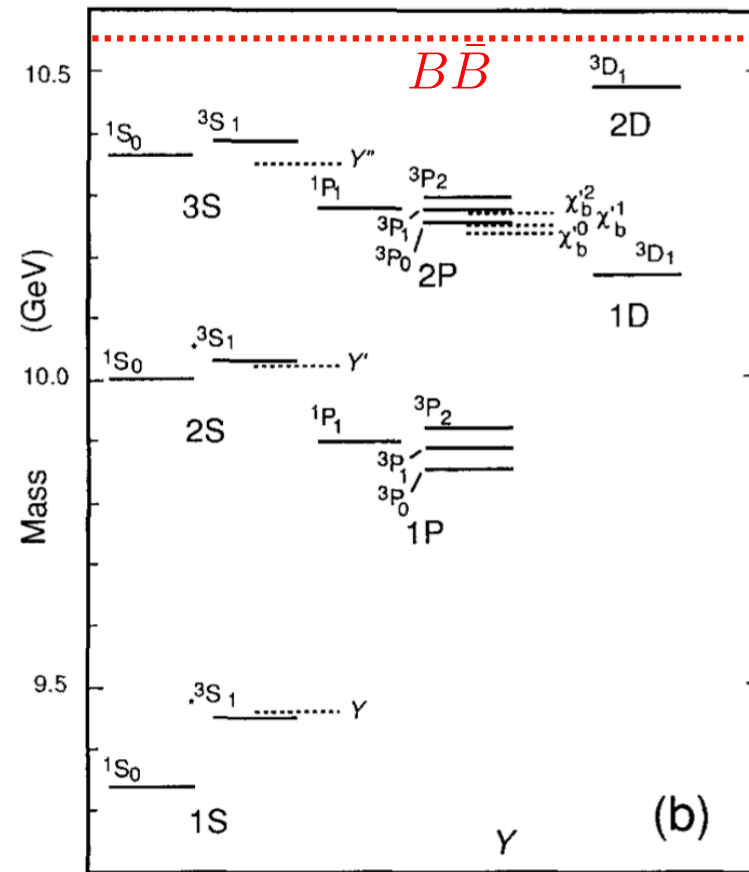 BB̄
10.5
³D₁
2D
³S₁
¹S₀
Y''
3S
¹P₁
³P₂
³P₁
³P₀
2P
χ'b²
χ'b¹
χ'b⁰
³D₁
1D
Mass (GeV)
³S₁
¹S₀
10.0
Y'
2S
¹P₁
³P₂
³P₁
³P₀
1P
9.5
³S₁
Y
¹S₀
1S
Y
(b)